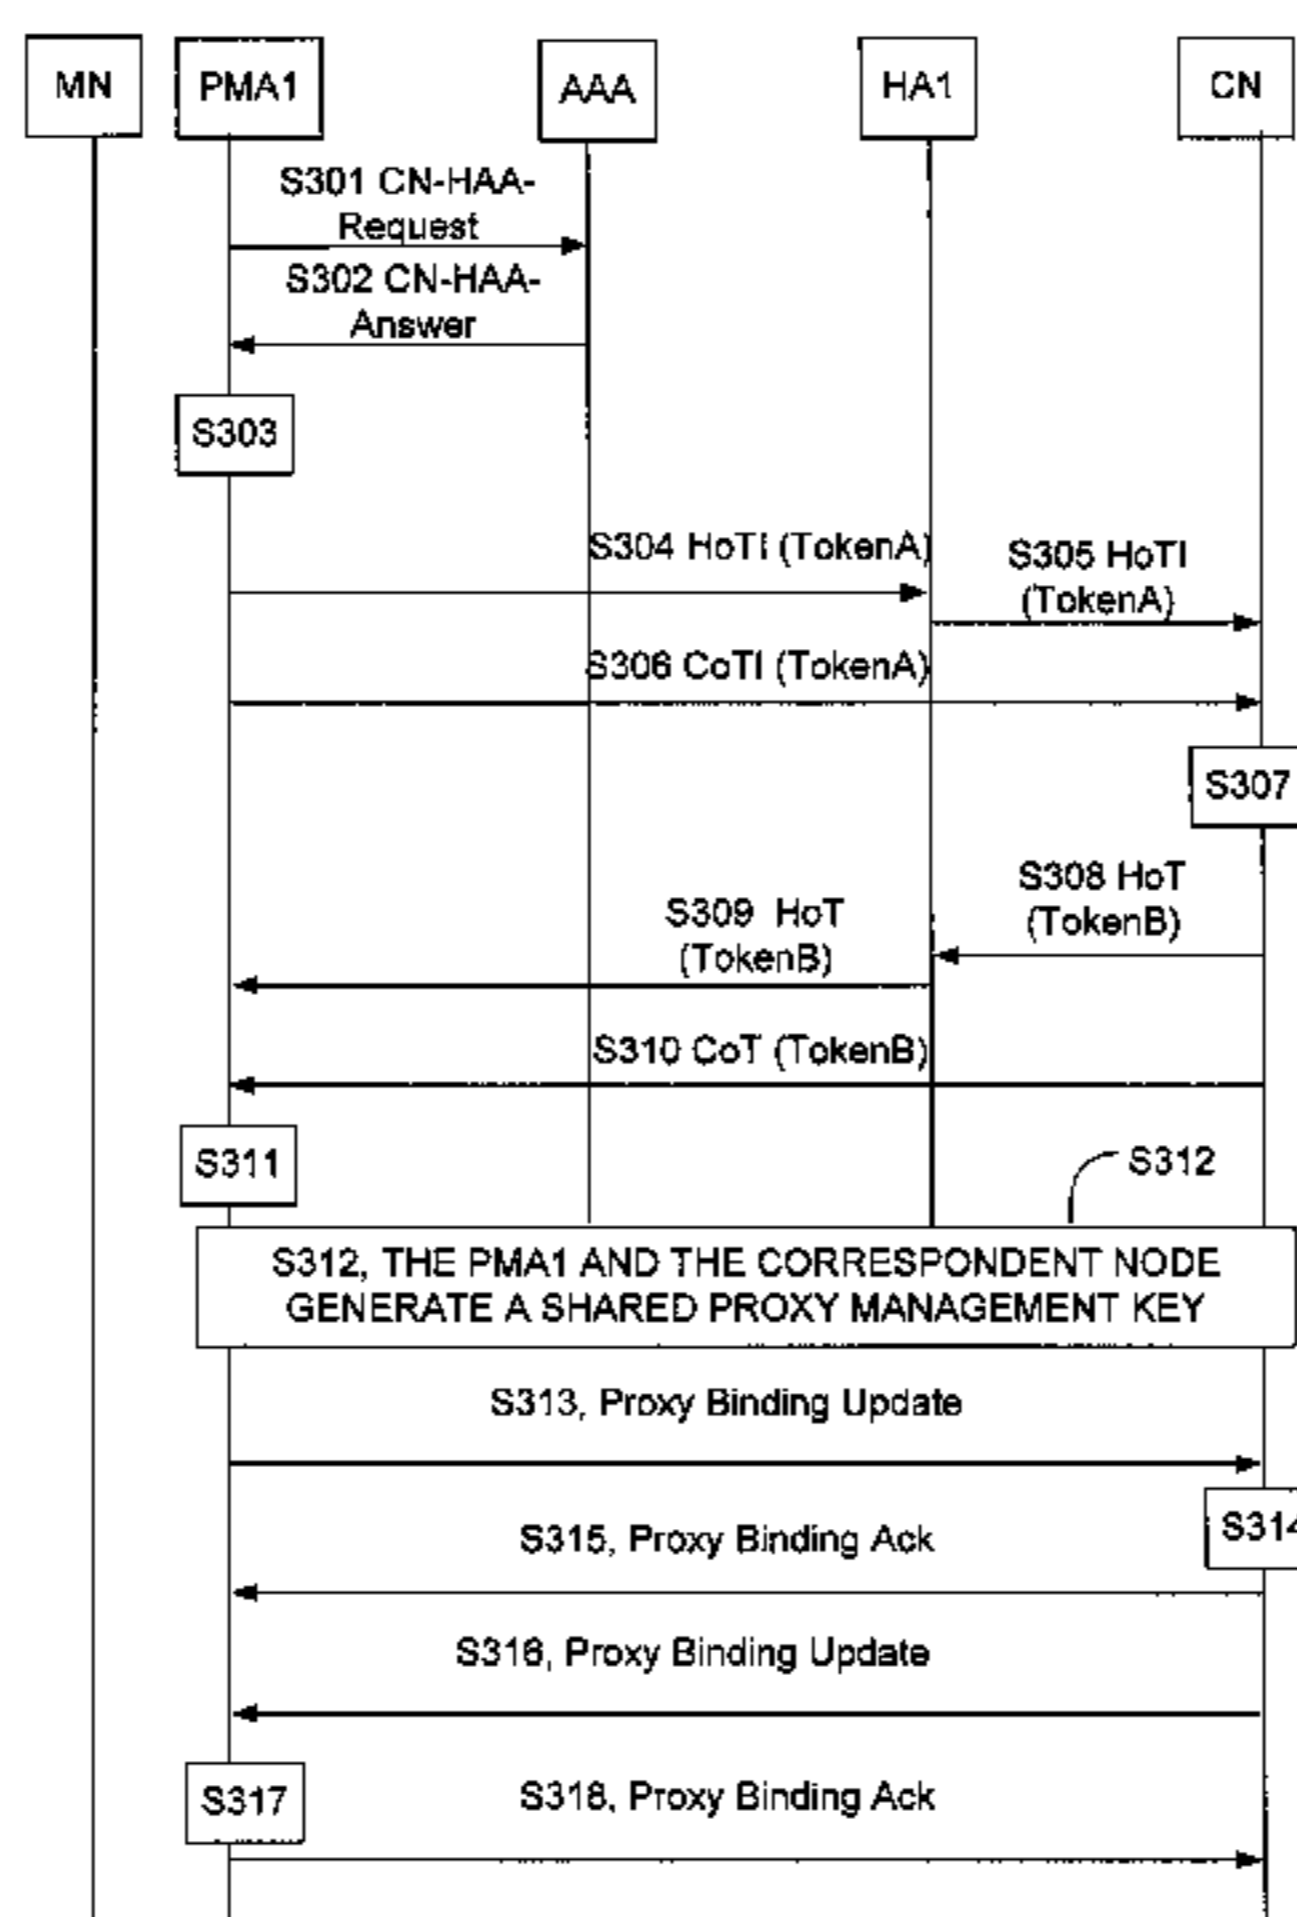 MN
PMA1
AAA
HA1
CN
S301 CN-HAA-
Request
S302 CN-HAA-
Answer
S303
S304 HoTI (TokenA)
S305 HoTI
(TokenA)
S306 CoTI (TokenA)
S307
S308 HoT
(TokenB)
S309 HoT
(TokenB)
S310 CoT (TokenB)
S311
S312
S312, THE PMA1 AND THE CORRESPONDENT NODE
GENERATE A SHARED PROXY MANAGEMENT KEY
S313, Proxy Binding Update
S314
S315, Proxy Binding Ack
S316, Proxy Binding Update
S317
S318, Proxy Binding Ack